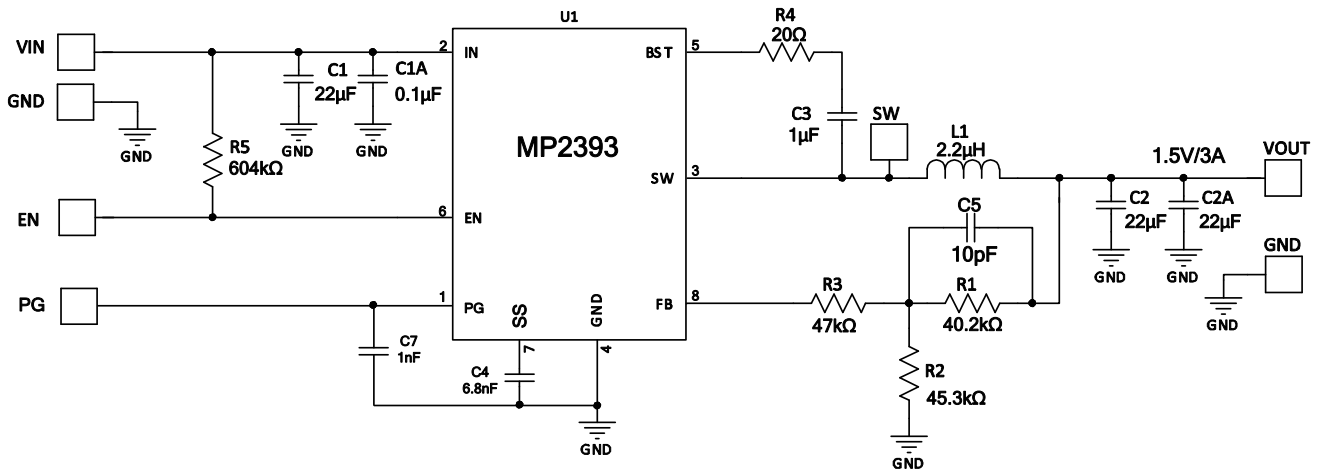 U1
VIN
GND
GND
EN
PG
R5
604kΩ
C1
22µF
GND
C1A
0.1µF
GND
2
IN
6
EN
1
PG
MP2393
BST
5
SW
3
FB
8
SS
7
GND
4
C7
1nF
C4
6.8nF
GND
R4
20Ω
C3
1µF
SW
L1
2.2µH
1.5V/3A
VOUT
C2
22µF
GND
C2A
22µF
GND
GND
GND
C5
10pF
R3
47kΩ
R1
40.2kΩ
R2
45.3kΩ
GND